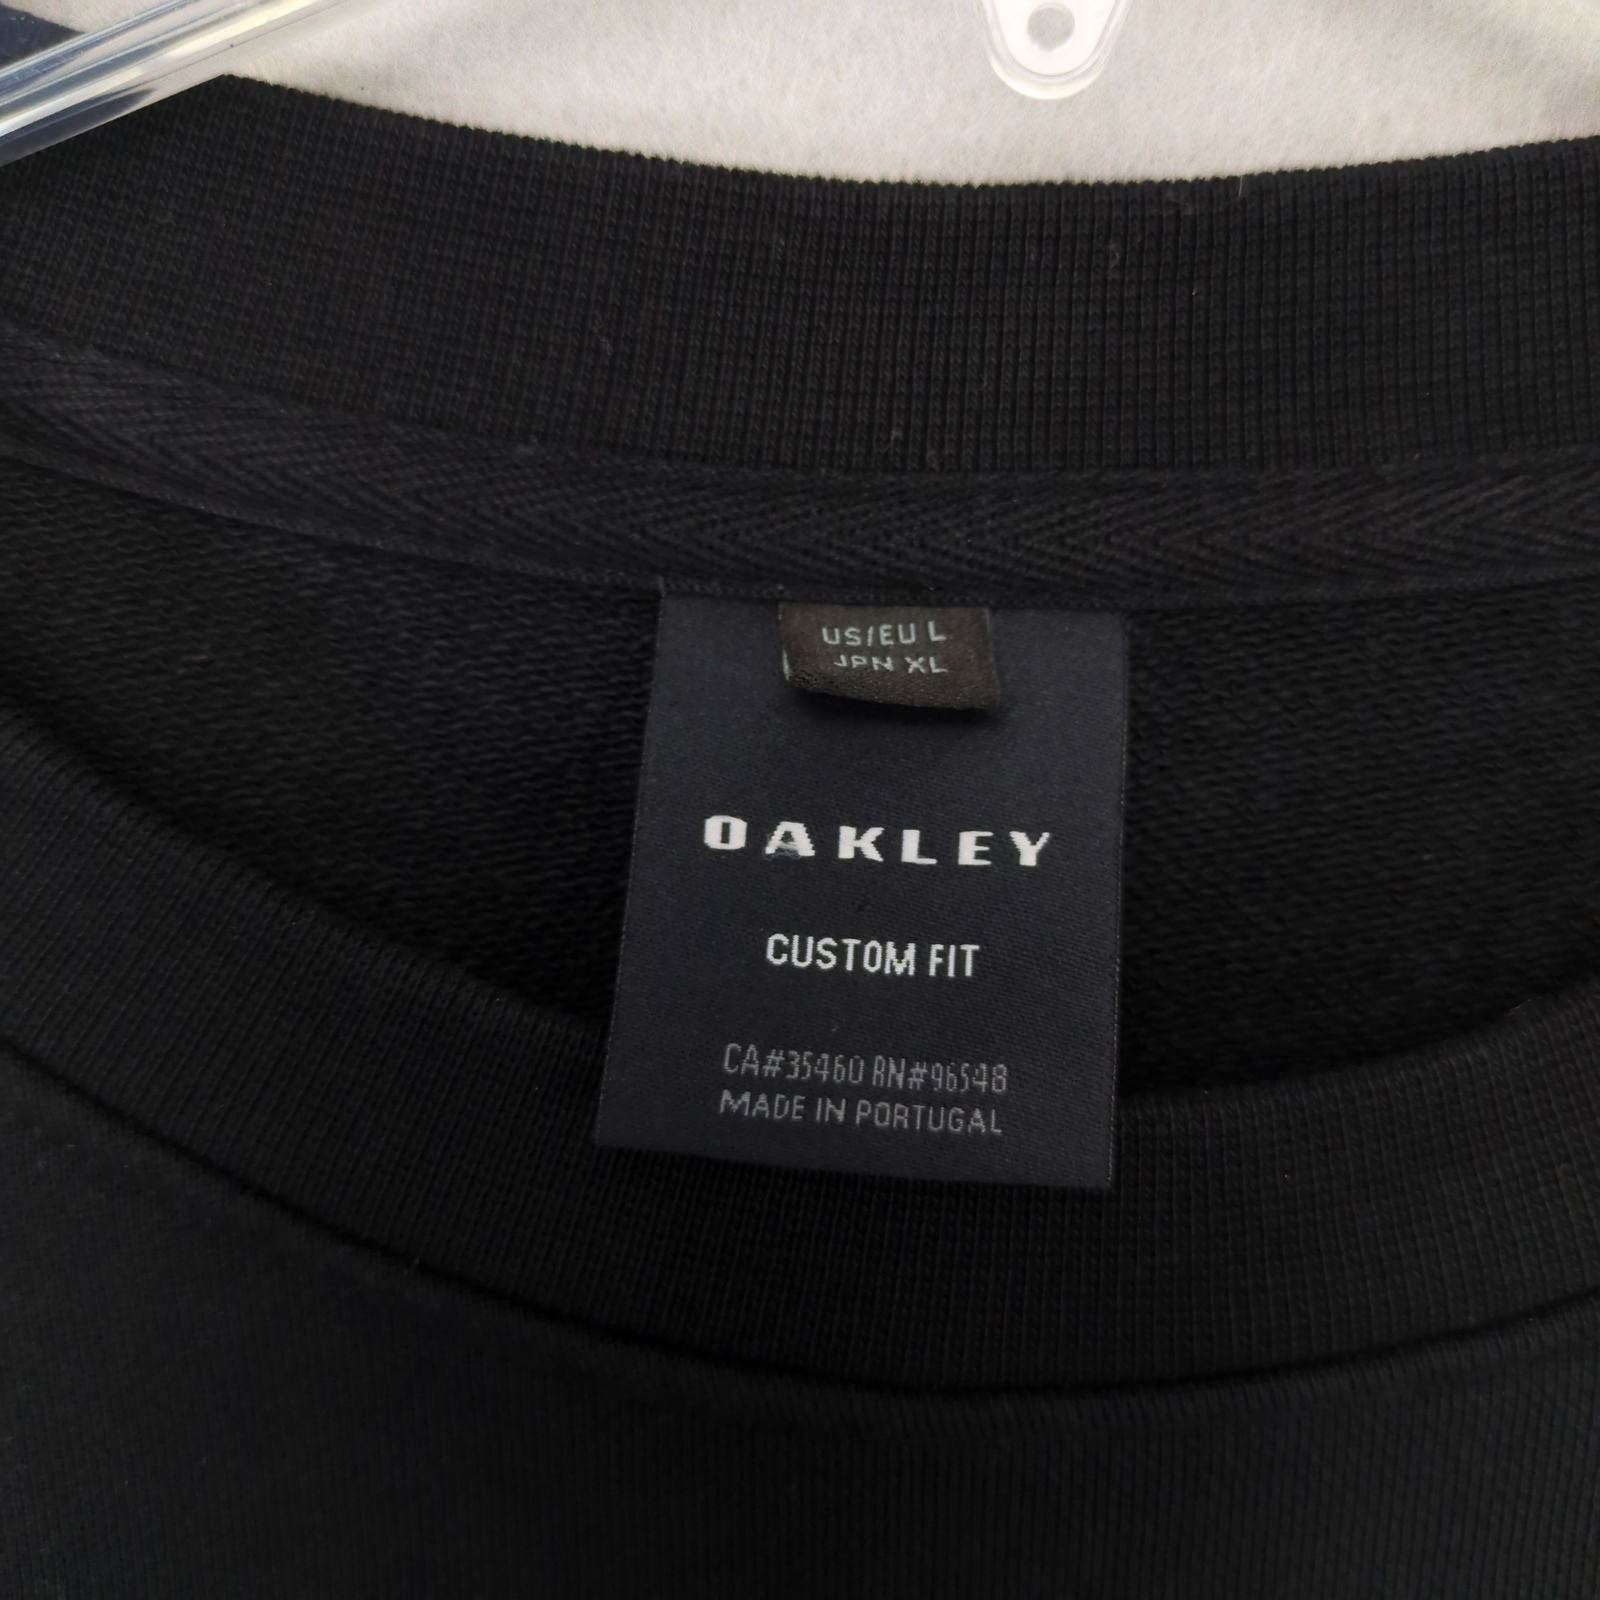 US/EU L
JPN XL
OAKLEY
CUSTOM FIT
CA#35460 RN#96548
MADE IN PORTUGAL